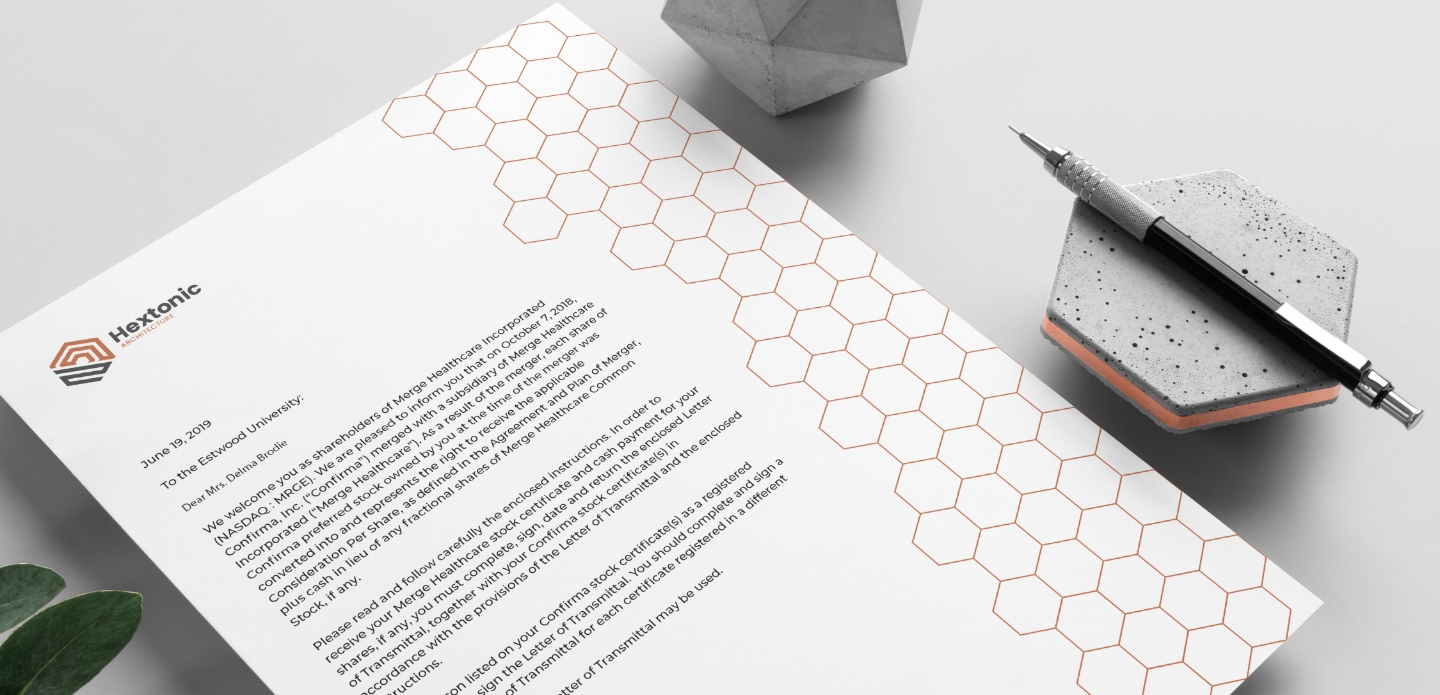 Hextonic
ARCHITECTURE
June 19, 2019
To the Estwood University:
Dear Mrs. Delma Brodie
We welcome you as shareholders of Merge Healthcare Incorporated
(NASDAQ : MRGE). We are pleased to inform you that on October 7, 2018,
Confirma, Inc. (“Confirma”) merged with a subsidiary of Merge Healthcare
Incorporated (“Merge Healthcare”). As a result of the merger, each share of
Confirma preferred stock owned by you at the time of the merger was
converted into and represents the right to receive the applicable
Consideration Per Share, as defined in the Agreement and Plan of Merger,
plus cash in lieu of any fractional shares of Merge Healthcare Common
Stock, if any.
Please read and follow carefully the enclosed instructions. In order to
receive your Merge Healthcare stock certificate and cash payment for your
shares, if any, you must complete, sign, date and return the enclosed Letter
of Transmittal, together with your Confirma stock certificate(s) in
accordance with the provisions of the Letter of Transmittal and the enclosed
ructions.
son listed on your Confirma stock certificate(s) as a registered
sign the Letter of Transmittal. You should complete and sign a
of Transmittal for each certificate registered in a different
etter of Transmittal may be used.